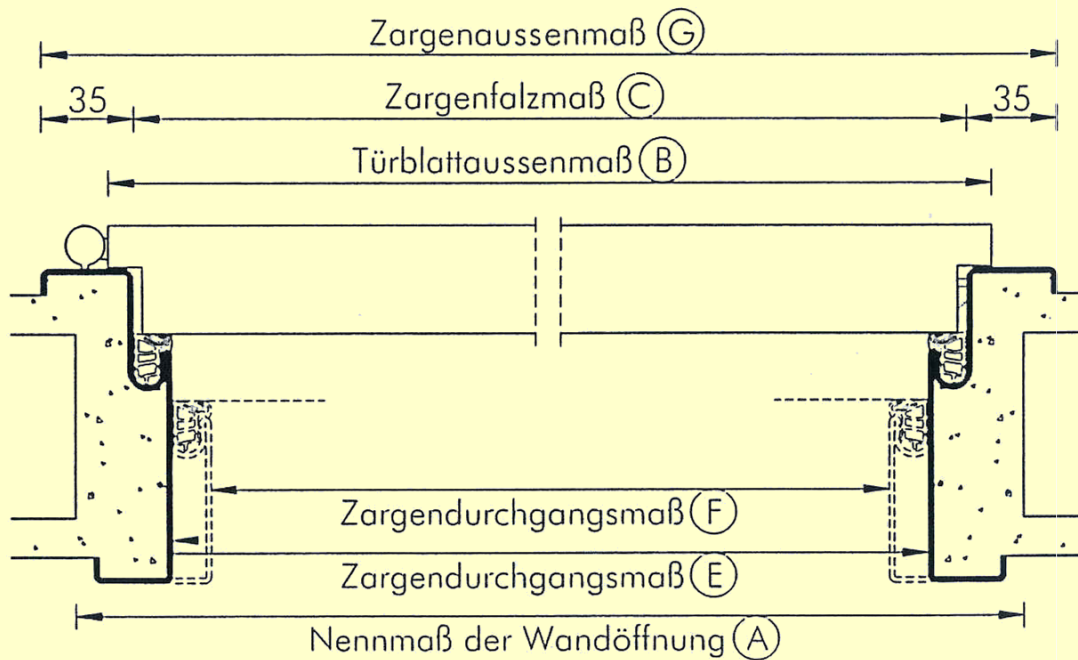 Zargenaussenmaß G
35 Zargenfalzmaß C 35
Türblattaussenmaß B
Zargendurchgangsmaß F
Zargendurchgangsmaß E
Nennmaß der Wandöffnung A